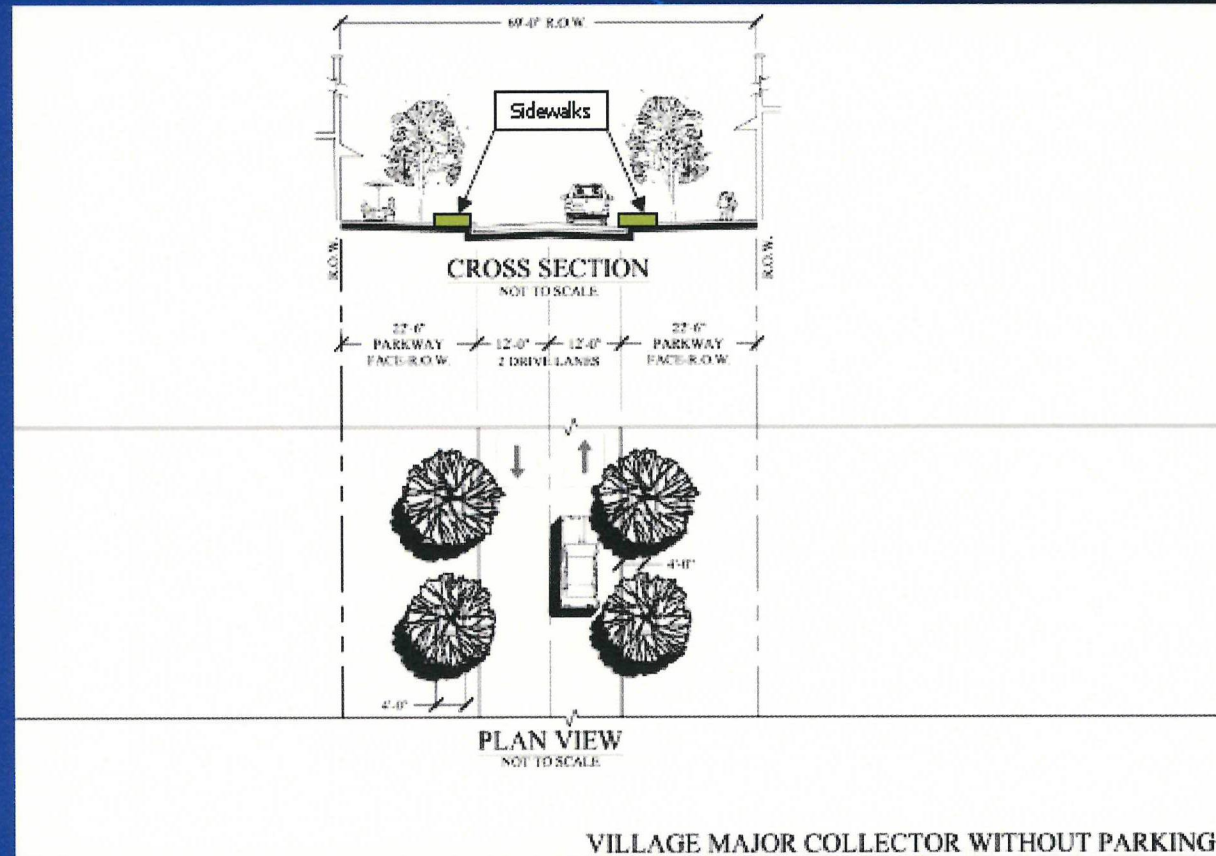 69'-0" R.O.W.
Sidewalks
R.O.W.
R.O.W.
CROSS SECTION
NOT TO SCALE
22'-6"
PARKWAY
FACE-R.O.W.
12'-0"
12'-0"
2 DRIVE LANES
22'-6"
PARKWAY
FACE-R.O.W.
4'-0"
4'-0"
PLAN VIEW
NOT TO SCALE
VILLAGE MAJOR COLLECTOR WITHOUT PARKING